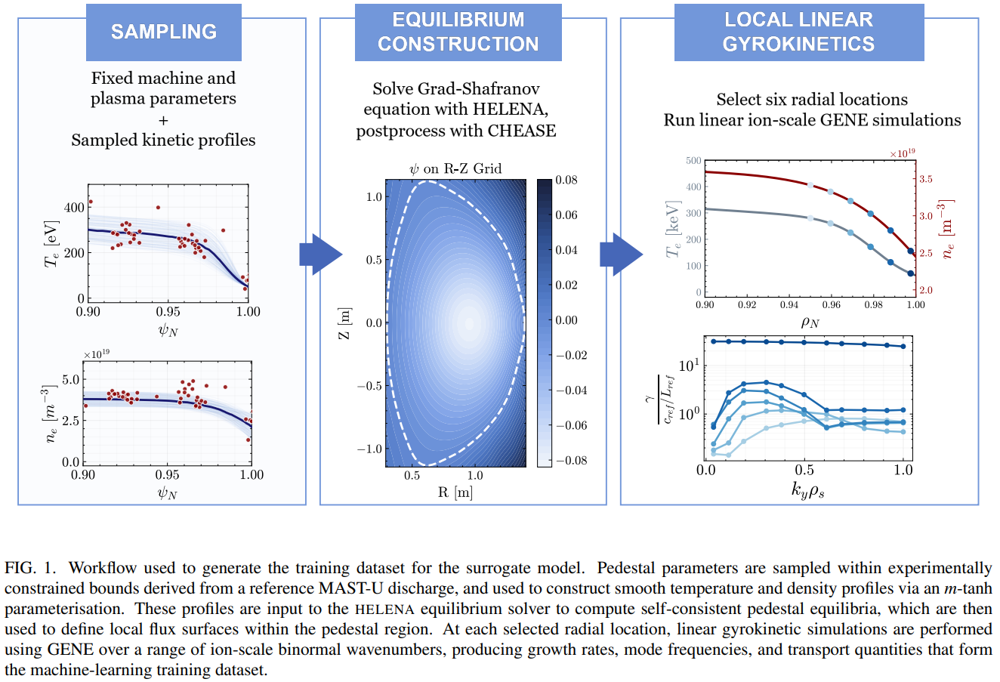 SAMPLING
Fixed machine and
plasma parameters
+
Sampled kinetic profiles
400
200
0
T_e [eV]
0.90
0.95
1.00
ψ_N
×10^19
5.0
2.5
0.0
n_e [m^−3]
0.90
0.95
1.00
ψ_N
EQUILIBRIUM
CONSTRUCTION
Solve Grad-Shafranov
equation with HELENA,
postprocess with CHEASE
ψ on R-Z Grid
1.0
0.5
0.0
−0.5
−1.0
Z [m]
0.5
1.0
R [m]
0.08
0.06
0.04
0.02
0.00
−0.02
−0.04
−0.06
−0.08
LOCAL LINEAR
GYROKINETICS
Select six radial locations
Run linear ion-scale GENE simulations
×10^19
500
400
300
200
100
0
T_e [keV]
3.5
3.0
2.5
2.0
n_e [m^−3]
0.90
0.92
0.94
0.96
0.98
1.00
ρ_N
10^1
10^0
γ
c_ref/L_ref
0.0
0.5
1.0
k_yρ_s
FIG. 1. Workflow used to generate the training dataset for the surrogate model. Pedestal parameters are sampled within experimentally
constrained bounds derived from a reference MAST-U discharge, and used to construct smooth temperature and density profiles via an m-tanh
parameterisation. These profiles are input to the HELENA equilibrium solver to compute self-consistent pedestal equilibria, which are then
used to define local flux surfaces within the pedestal region. At each selected radial location, linear gyrokinetic simulations are performed
using GENE over a range of ion-scale binormal wavenumbers, producing growth rates, mode frequencies, and transport quantities that form
the machine-learning training dataset.